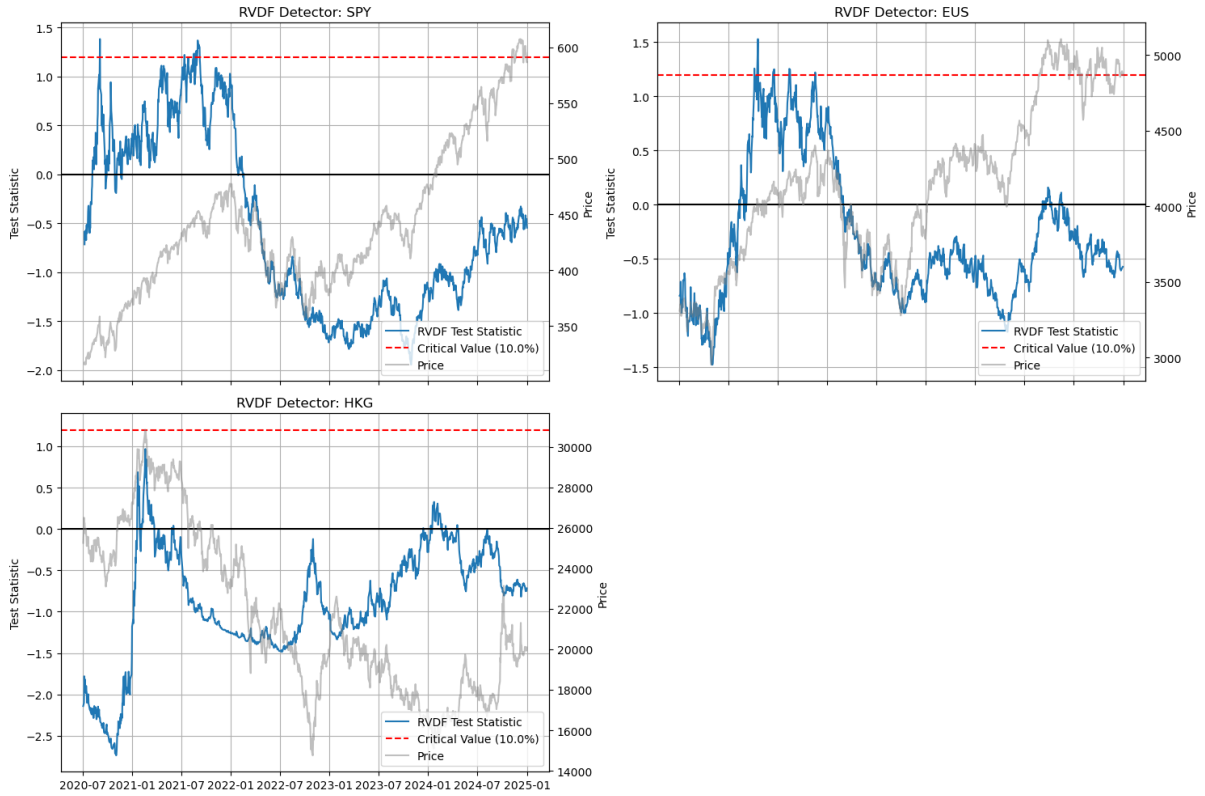 RVDF Detector: SPY
1.5
1.0
0.5
0.0
−0.5
−1.0
−1.5
−2.0
Test Statistic
600
550
500
450
400
350
Price
RVDF Test Statistic
Critical Value (10.0%)
Price
RVDF Detector: EUS
1.5
1.0
0.5
0.0
−0.5
−1.0
−1.5
Test Statistic
5000
4500
4000
3500
3000
Price
RVDF Test Statistic
Critical Value (10.0%)
Price
RVDF Detector: HKG
1.0
0.5
0.0
−0.5
−1.0
−1.5
−2.0
−2.5
Test Statistic
30000
28000
26000
24000
22000
20000
18000
16000
14000
Price
RVDF Test Statistic
Critical Value (10.0%)
Price
2020-07 2021-01 2021-07 2022-01 2022-07 2023-01 2023-07 2024-01 2024-07 2025-01